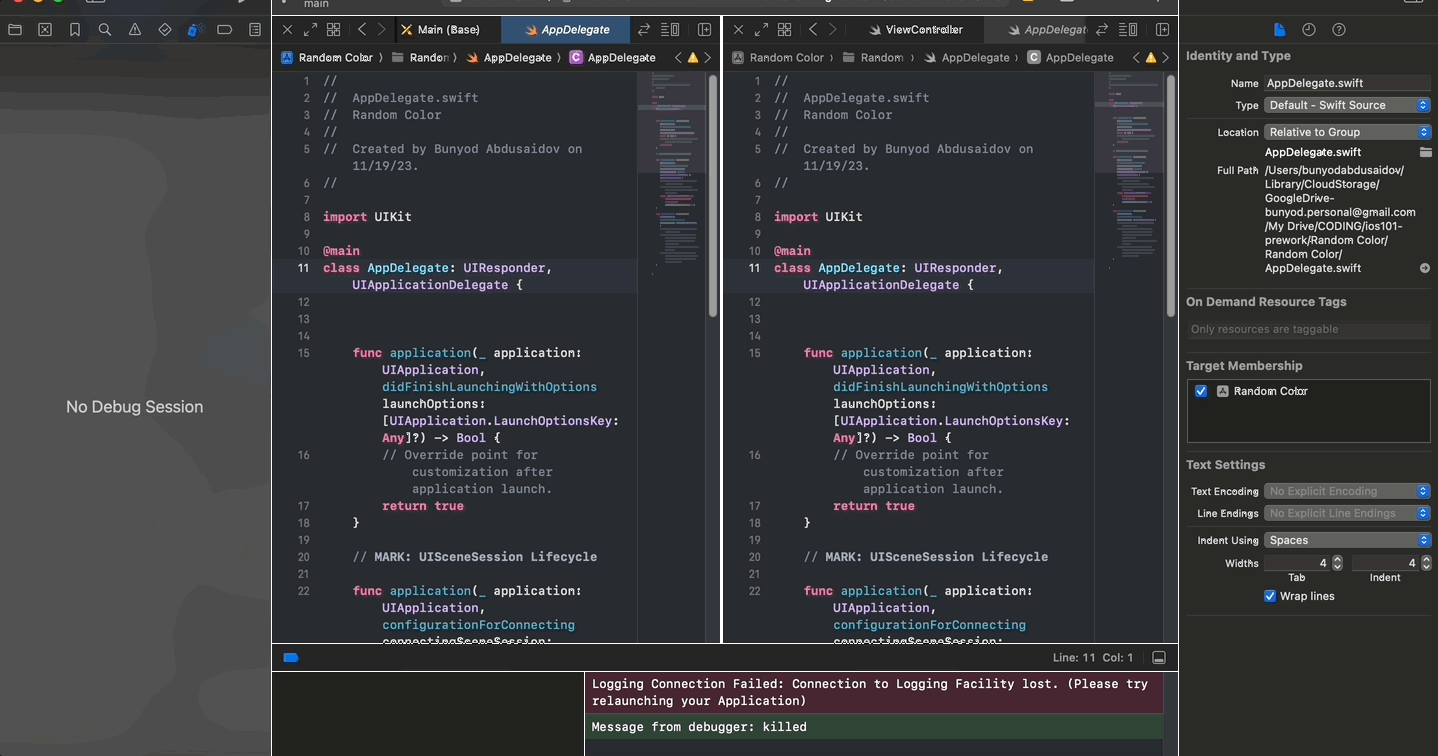 main
No Debug Session
Main (Base)
AppDelegate
Random Color
Random
AppDelegate
AppDelegate
1 //
2 // AppDelegate.swift
3 // Random Color
4 //
5 // Created by Bunyod Abdusaidov on
11/19/23.
6 //
7
8 import UIKit
9
10 @main
11 class AppDelegate: UIResponder,
UIApplicationDelegate {
12
13
14
15 func application(_ application:
UIApplication,
didFinishLaunchingWithOptions
launchOptions:
[UIApplication.LaunchOptionsKey:
Any]?) -> Bool {
16 // Override point for
customization after
application launch.
17 return true
18 }
19
20 // MARK: UISceneSession Lifecycle
21
22 func application(_ application:
UIApplication,
configurationForConnecting
connectingSceneSession:
ViewController
AppDelegat
Random Color
Random
AppDelegate
AppDelegate
1 //
2 // AppDelegate.swift
3 // Random Color
4 //
5 // Created by Bunyod Abdusaidov on
11/19/23.
6 //
7
8 import UIKit
9
10 @main
11 class AppDelegate: UIResponder,
UIApplicationDelegate {
12
13
14
15 func application(_ application:
UIApplication,
didFinishLaunchingWithOptions
launchOptions:
[UIApplication.LaunchOptionsKey:
Any]?) -> Bool {
16 // Override point for
customization after
application launch.
17 return true
18 }
19
20 // MARK: UISceneSession Lifecycle
21
22 func application(_ application:
UIApplication,
configurationForConnecting
connectingSceneSession:
Line: 11 Col: 1
Logging Connection Failed: Connection to Logging Facility lost. (Please try
relaunching your Application)
Message from debugger: killed
Identity and Type
Name AppDelegate.swift
Type Default - Swift Source
Location Relative to Group
AppDelegate.swift
Full Path /Users/bunyodabdusaidov/
Library/CloudStorage/
GoogleDrive-
bunyod.personal@gmail.com
/My Drive/CODING/ios101-
prework/Random Color/
Random Color/
AppDelegate.swift
On Demand Resource Tags
Only resources are taggable
Target Membership
Random Color
Text Settings
Text Encoding No Explicit Encoding
Line Endings No Explicit Line Endings
Indent Using Spaces
Widths 4 4
Tab Indent
Wrap lines